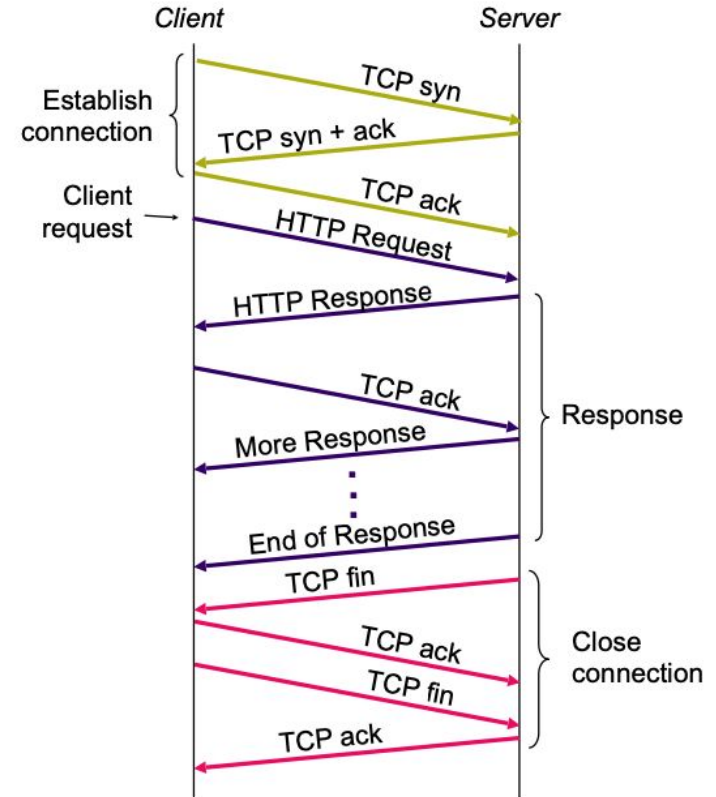 Client
Server
TCP syn
Establish
connection
TCP syn + ack
TCP ack
Client
request
HTTP Request
HTTP Response
TCP ack
Response
More Response
End of Response
TCP fin
TCP ack
Close
connection
TCP fin
TCP ack